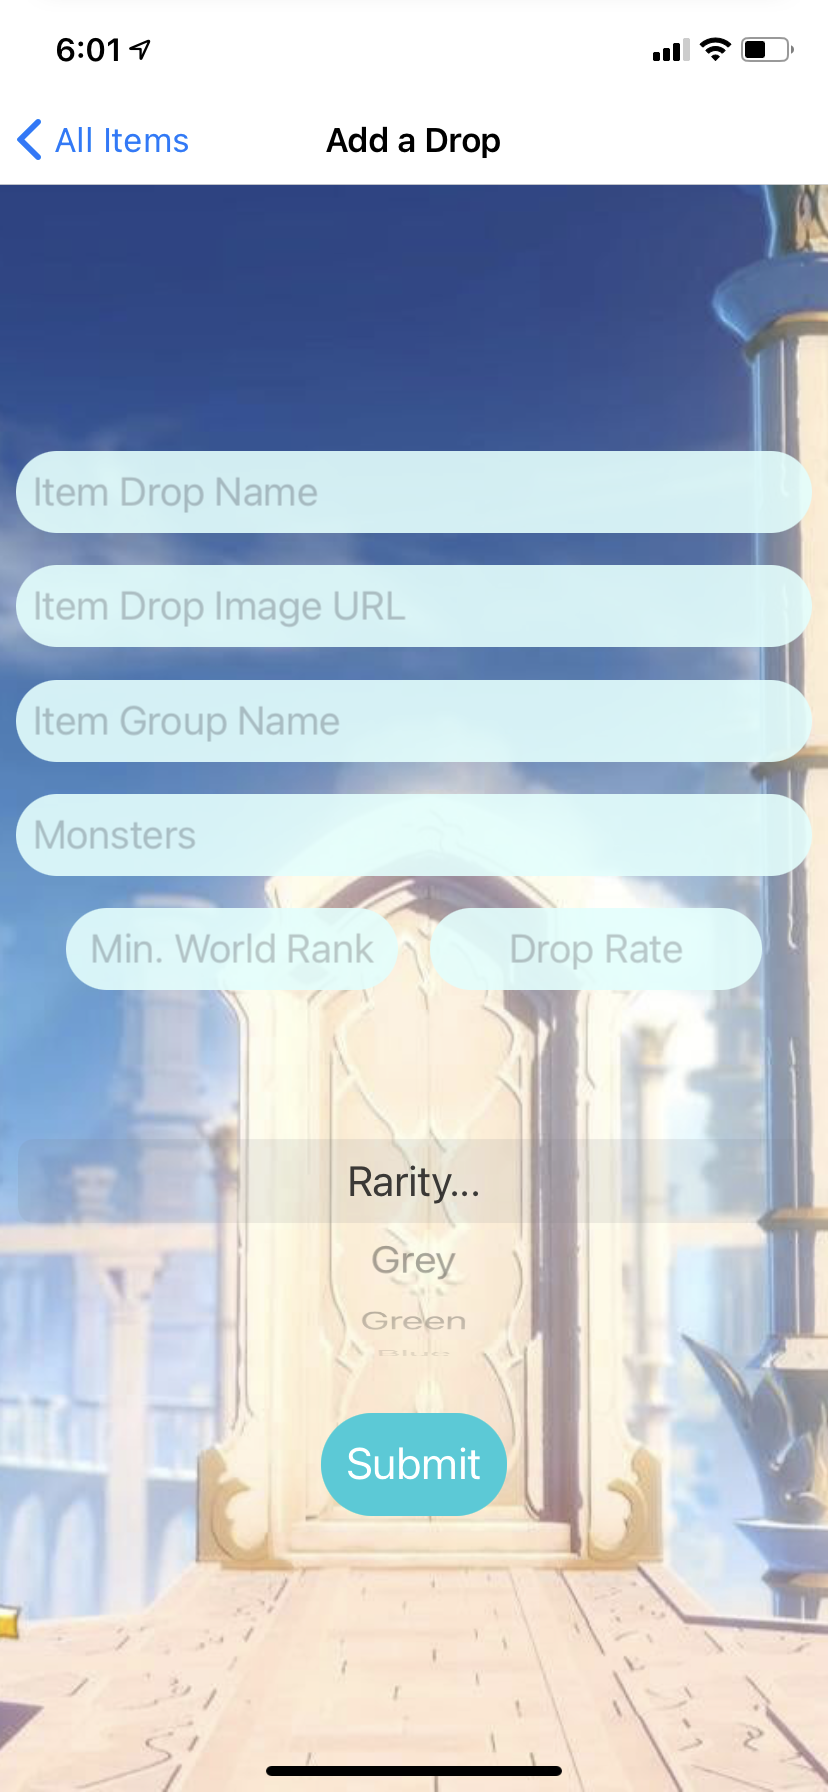 6:01
All Items
Add a Drop
Item Drop Name
Item Drop Image URL
Item Group Name
Monsters
Min. World Rank
Drop Rate
Rarity...
Grey
Green
Blue
Submit